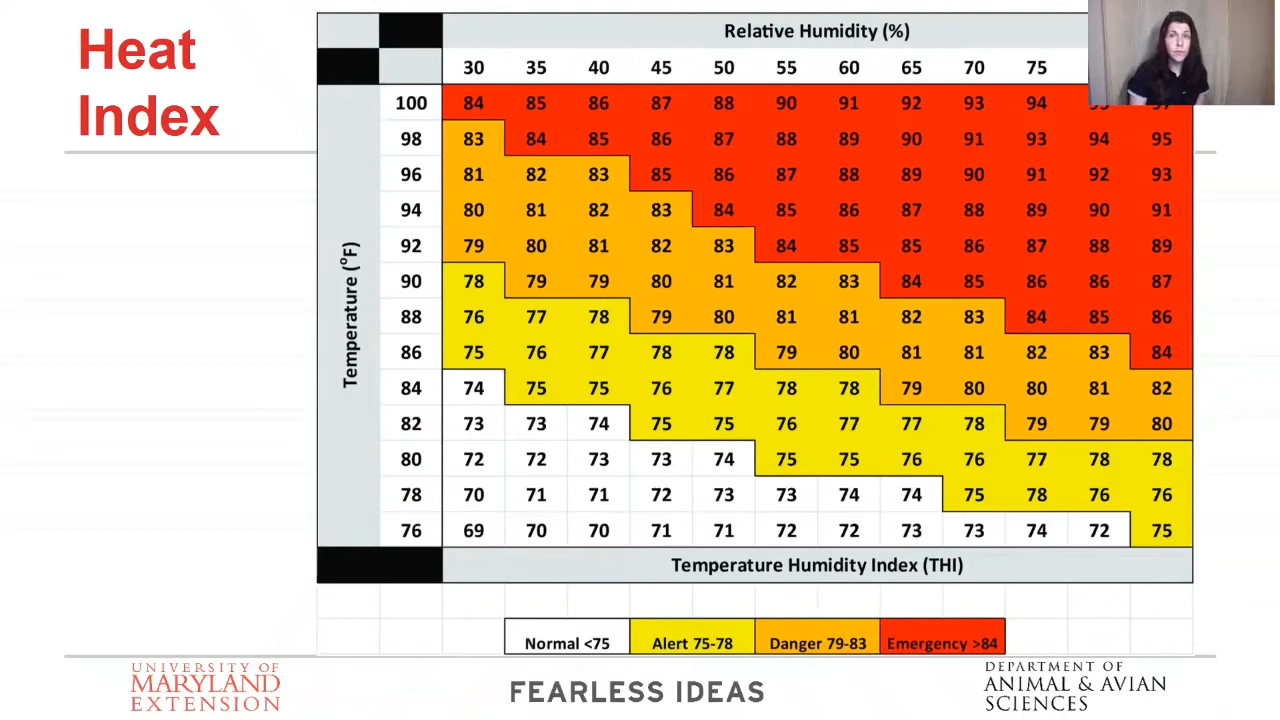 Heat
Index
Relative Humidity (%)
30 35 40 45 50 55 60 65 70 75
Temperature (°F)
100 84 85 86 87 88 90 91 92 93 94
98 83 84 85 86 87 88 89 90 91 93 94 95
96 81 82 83 85 86 87 88 89 90 91 92 93
94 80 81 82 83 84 85 86 87 88 89 90 91
92 79 80 81 82 83 84 85 85 86 87 88 89
90 78 79 79 80 81 82 83 84 85 86 86 87
88 76 77 78 79 80 81 81 82 83 84 85 86
86 75 76 77 78 78 79 80 81 81 82 83 84
84 74 75 75 76 77 78 78 79 80 80 81 82
82 73 73 74 75 75 76 77 77 78 79 79 80
80 72 72 73 73 74 75 75 76 76 77 78 78
78 70 71 71 72 73 73 74 74 75 78 76 76
76 69 70 70 71 71 72 72 73 73 74 72 75
Temperature Humidity Index (THI)
Normal <75 Alert 75-78 Danger 79-83 Emergency >84
UNIVERSITY OF
MARYLAND
EXTENSION
FEARLESS IDEAS
DEPARTMENT OF
ANIMAL & AVIAN
SCIENCES